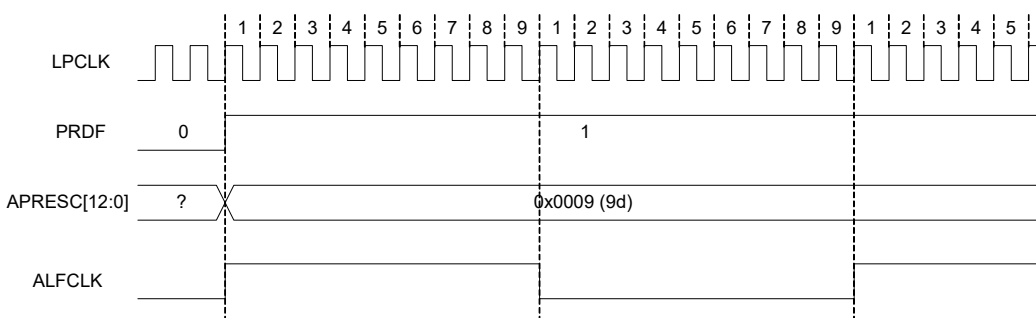 1 2 3 4 5 6 7 8 9 1 2 3 4 5 6 7 8 9 1 2 3 4 5
LPCLK
PRDF 0 1
APRESC[12:0] ? 0x0009 (9d)
ALFCLK